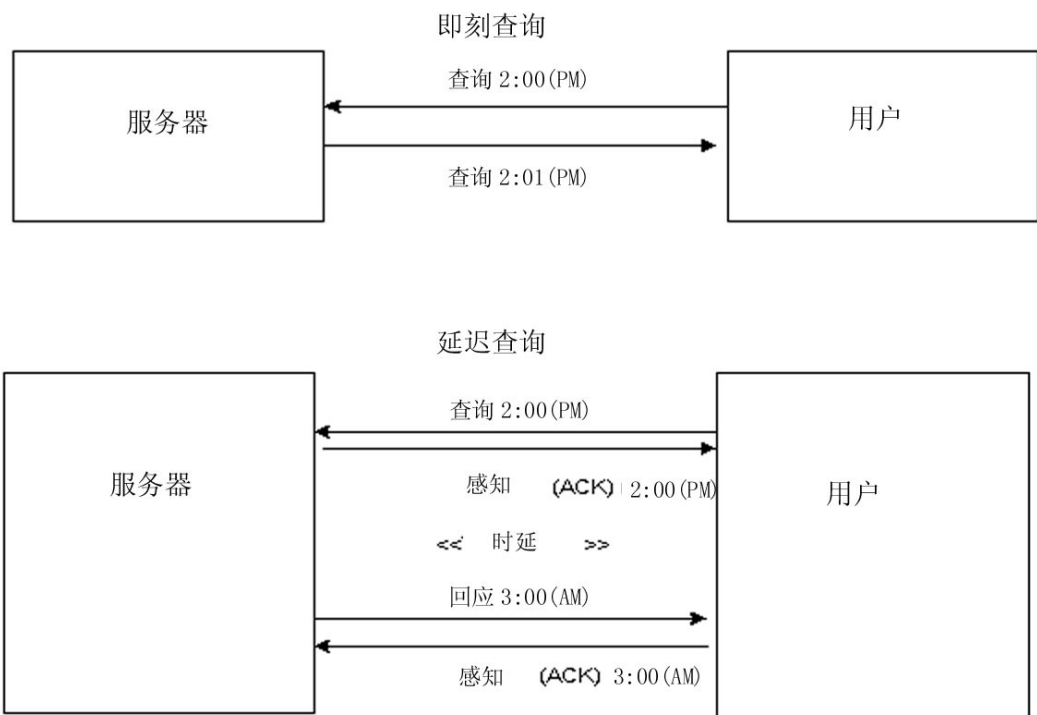 即刻查询
查询 2:00(PM)
服务器
用户
查询 2:01(PM)
延迟查询
查询 2:00(PM)
服务器
感知 (ACK) 2:00(PM)
用户
<< 时延 >>
回应 3:00(AM)
感知 (ACK) 3:00(AM)